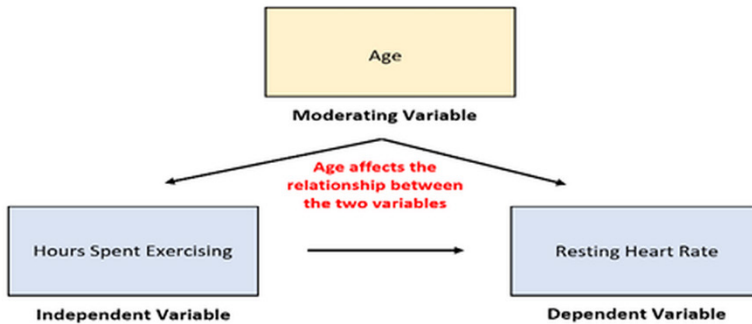 Age
Moderating Variable
Age affects the
relationship between
the two variables
Hours Spent Exercising
Resting Heart Rate
Independent Variable
Dependent Variable